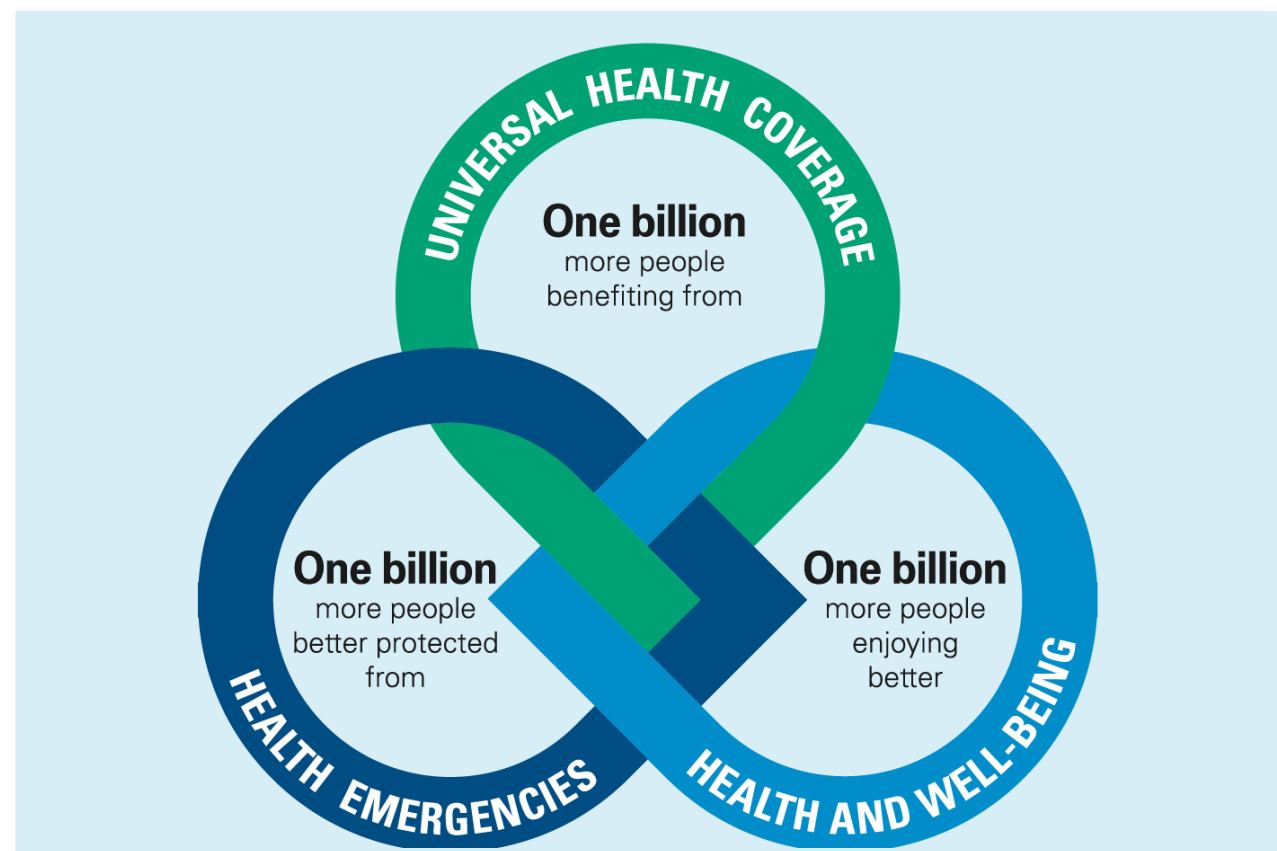 UNIVERSAL HEALTH COVERAGE
One billion
more people
benefiting from
One billion
more people
better protected
from
HEALTH EMERGENCIES
One billion
more people
enjoying
better
HEALTH AND WELL-BEING